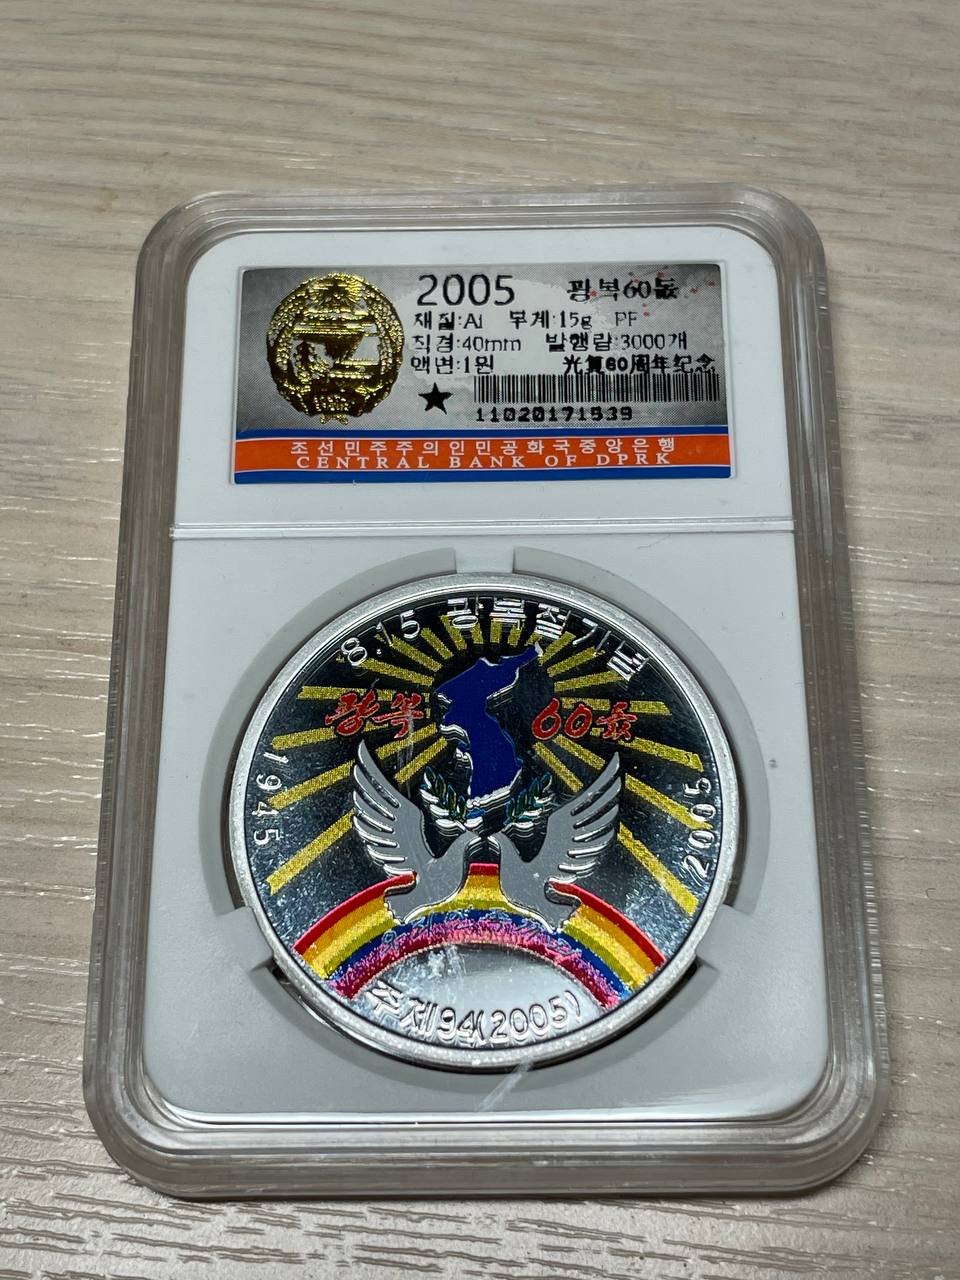 2005 광복60돐
재질:Al 무게:15g PF
직경:40mm 발행량:3000개
액면:1원 光复60周年纪念
11020171539
조선민주주의인민공화국중앙은행
CENTRAL BANK OF DPRK
8.15 광복절기념
광복 60돐
1945
2005
주체94(2005)